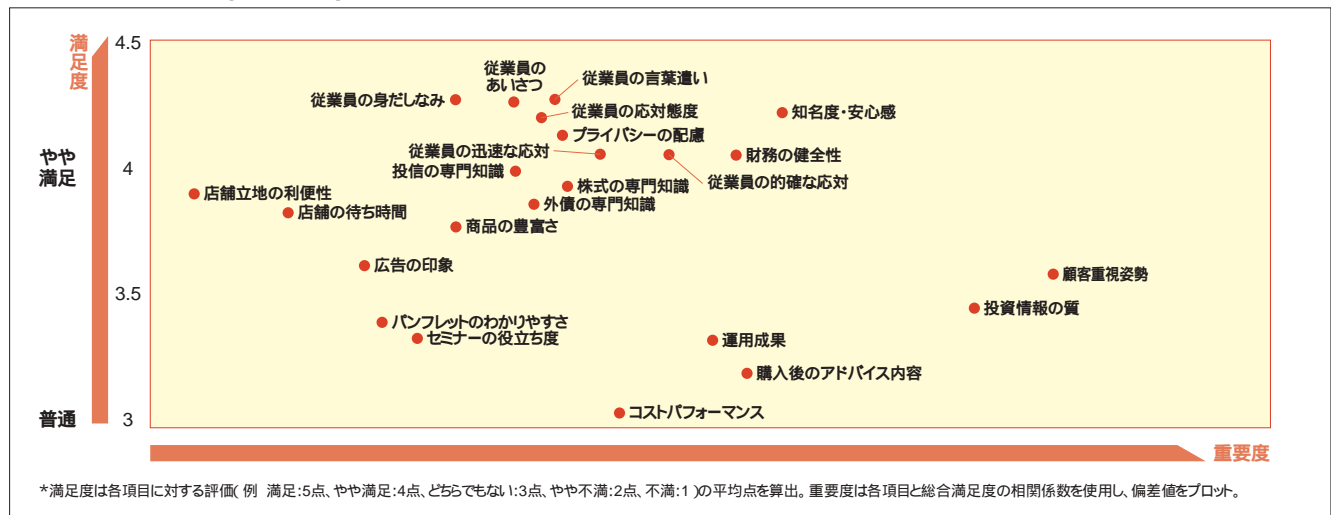 満足度
4.5
従業員の
あいさつ
従業員の言葉遣い
従業員の身だしなみ
従業員の応対態度
知名度・安心感
プライバシーの配慮
やや
満足
4
従業員の迅速な応対
財務の健全性
投信の専門知識
従業員の的確な応対
株式の専門知識
店舗立地の利便性
外債の専門知識
店舗の待ち時間
商品の豊富さ
広告の印象
顧客重視姿勢
3.5
投資情報の質
パンフレットのわかりやすさ
セミナーの役立ち度
運用成果
購入後のアドバイス内容
普通
3
コストパフォーマンス
重要度
*満足度は各項目に対する評価( 例 満足:5点、やや満足:4点、どちらでもない:3点、やや不満:2点、不満:1 )の平均点を算出。重要度は各項目と総合満足度の相関係数を使用し、偏差値をプロット。